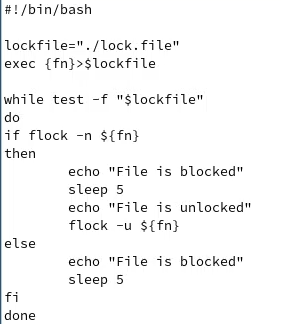 #!/bin/bash
lockfile="./lock.file"
exec {fn}>$lockfile
while test -f "$lockfile"
do
if flock -n ${fn}
then
echo "File is blocked"
sleep 5
echo "File is unlocked"
flock -u ${fn}
else
echo "File is blocked"
sleep 5
fi
done